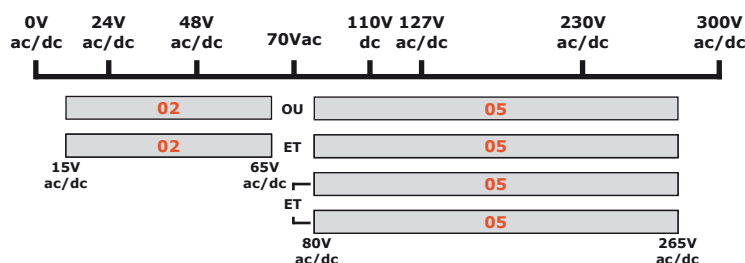 0V ac/dc 24V ac/dc 48V ac/dc 70Vac 110V dc 127V ac/dc 230V ac/dc 300V ac/dc
02 OU 05
02 ET 05
15V ac/dc 65V ac/dc
05
ET
05
80V ac/dc 265V ac/dc